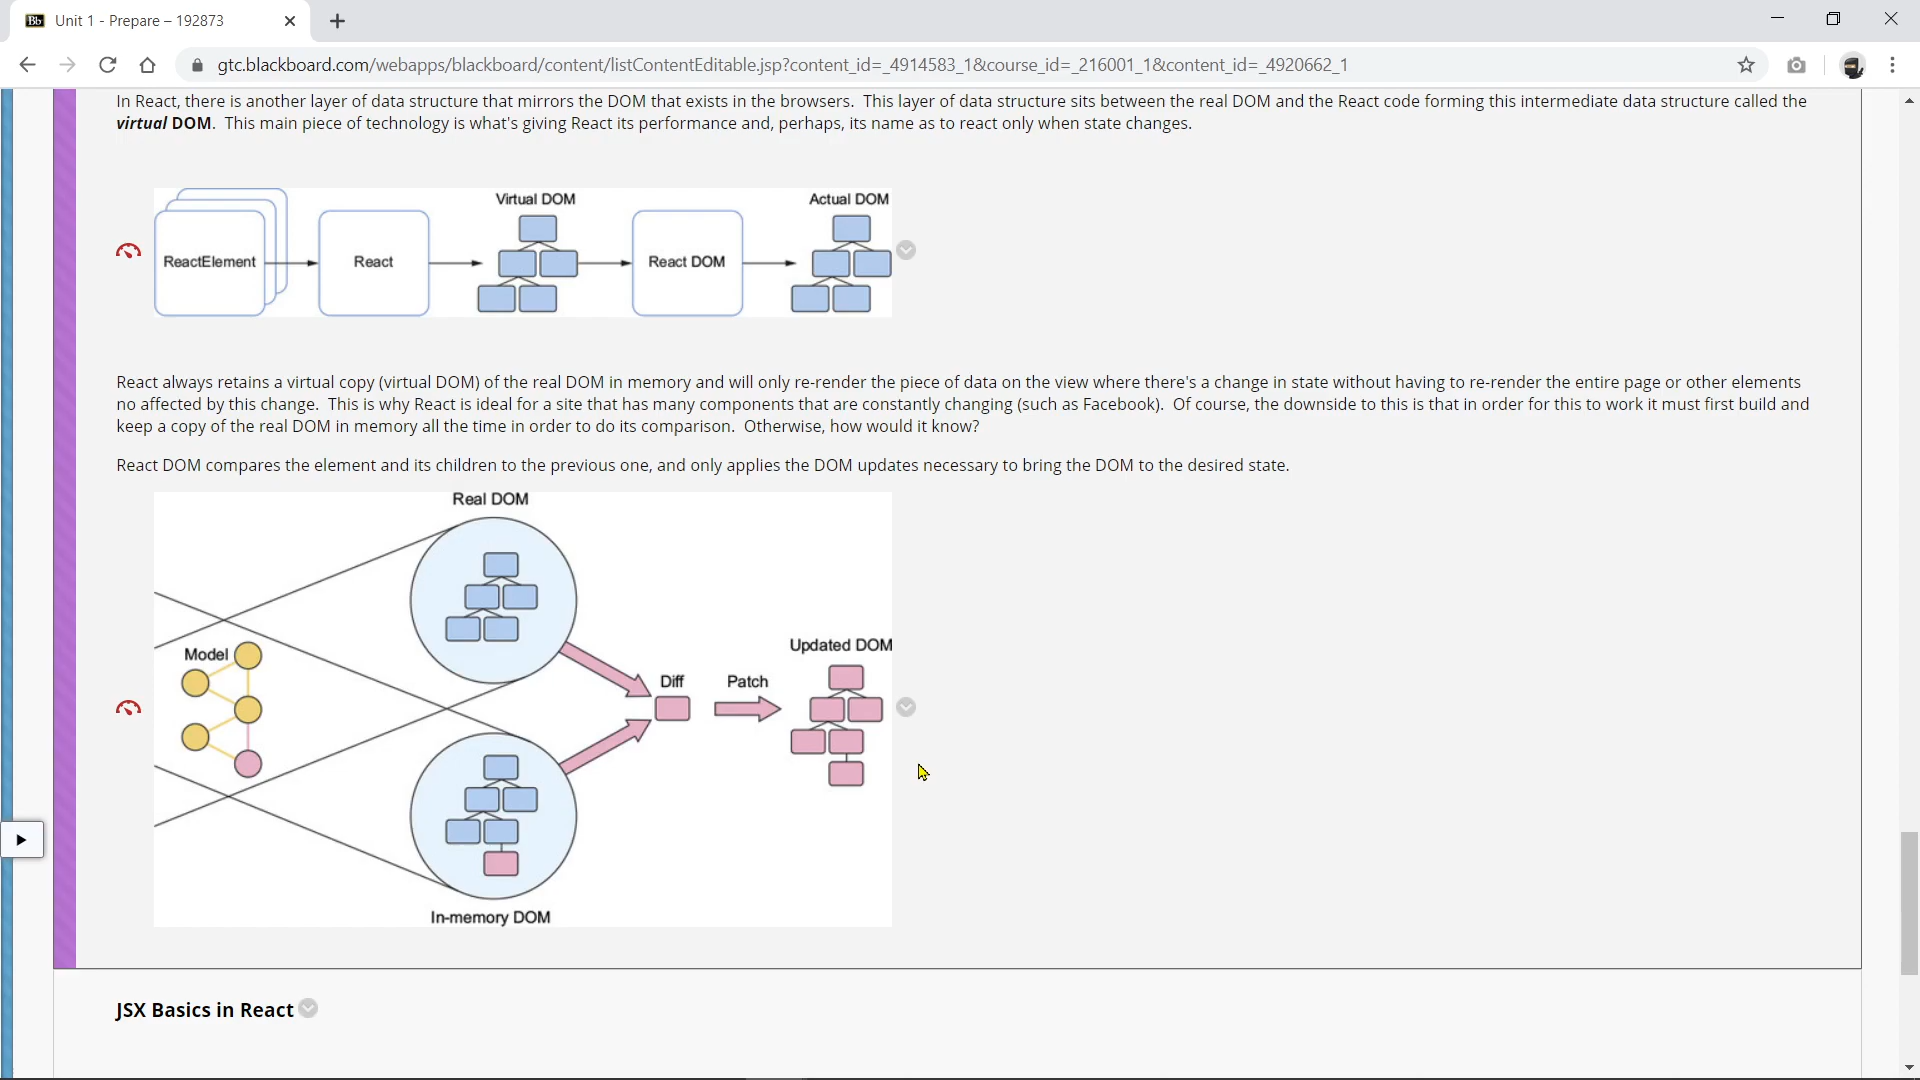 Bb Unit 1 - Prepare – 192873
gtc.blackboard.com/webapps/blackboard/content/listContentEditable.jsp?content_id=_4914583_1&course_id=_216001_1&content_id=_4920662_1
In React, there is another layer of data structure that mirrors the DOM that exists in the browsers.  This layer of data structure sits between the real DOM and the React code forming this intermediate data structure called the
virtual DOM.  This main piece of technology is what's giving React its performance and, perhaps, its name as to react only when state changes.
Virtual DOM
Actual DOM
ReactElement
React
React DOM
React always retains a virtual copy (virtual DOM) of the real DOM in memory and will only re-render the piece of data on the view where there's a change in state without having to re-render the entire page or other elements
no affected by this change.  This is why React is ideal for a site that has many components that are constantly changing (such as Facebook).  Of course, the downside to this is that in order for this to work it must first build and
keep a copy of the real DOM in memory all the time in order to do its comparison.  Otherwise, how would it know?
React DOM compares the element and its children to the previous one, and only applies the DOM updates necessary to bring the DOM to the desired state.
Real DOM
Updated DOM
Model
Diff
Patch
In-memory DOM
JSX Basics in React